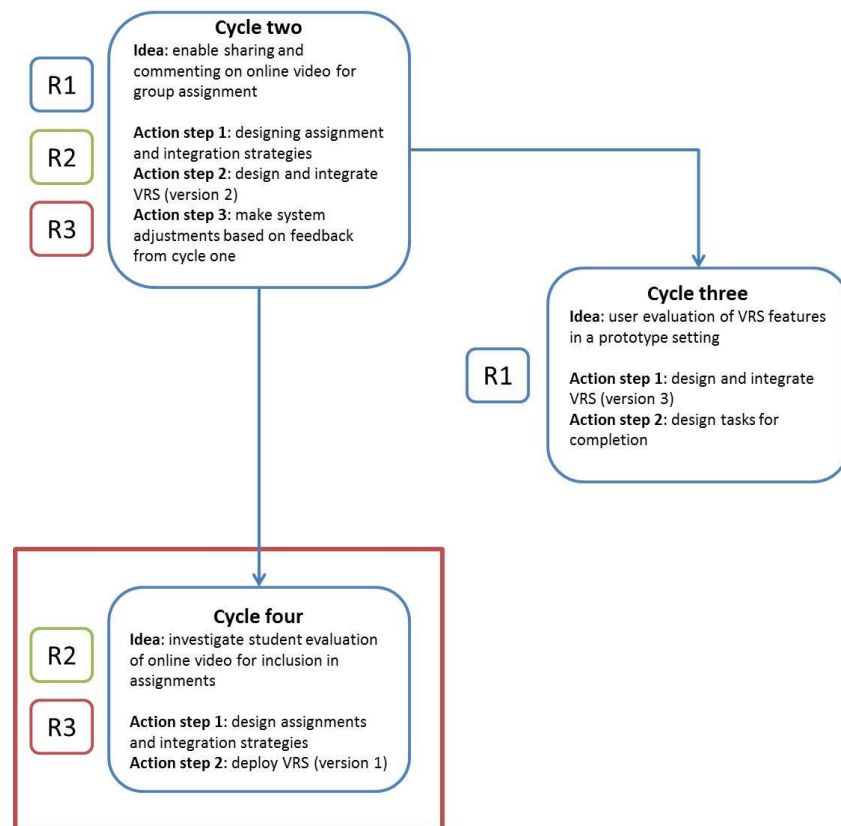 Cycle two
Idea: enable sharing and
commenting on online video for
group assignment
Action step 1: designing assignment
and integration strategies
Action step 2: design and integrate
VRS (version 2)
Action step 3: make system
adjustments based on feedback
from cycle one
R1
R2
R3
Cycle three
Idea: user evaluation of VRS features
in a prototype setting
Action step 1: design and integrate
VRS (version 3)
Action step 2: design tasks for
completion
R1
Cycle four
Idea: investigate student evaluation
of online video for inclusion in
assignments
Action step 1: design assignments
and integration strategies
Action step 2: deploy VRS (version 1)
R2
R3